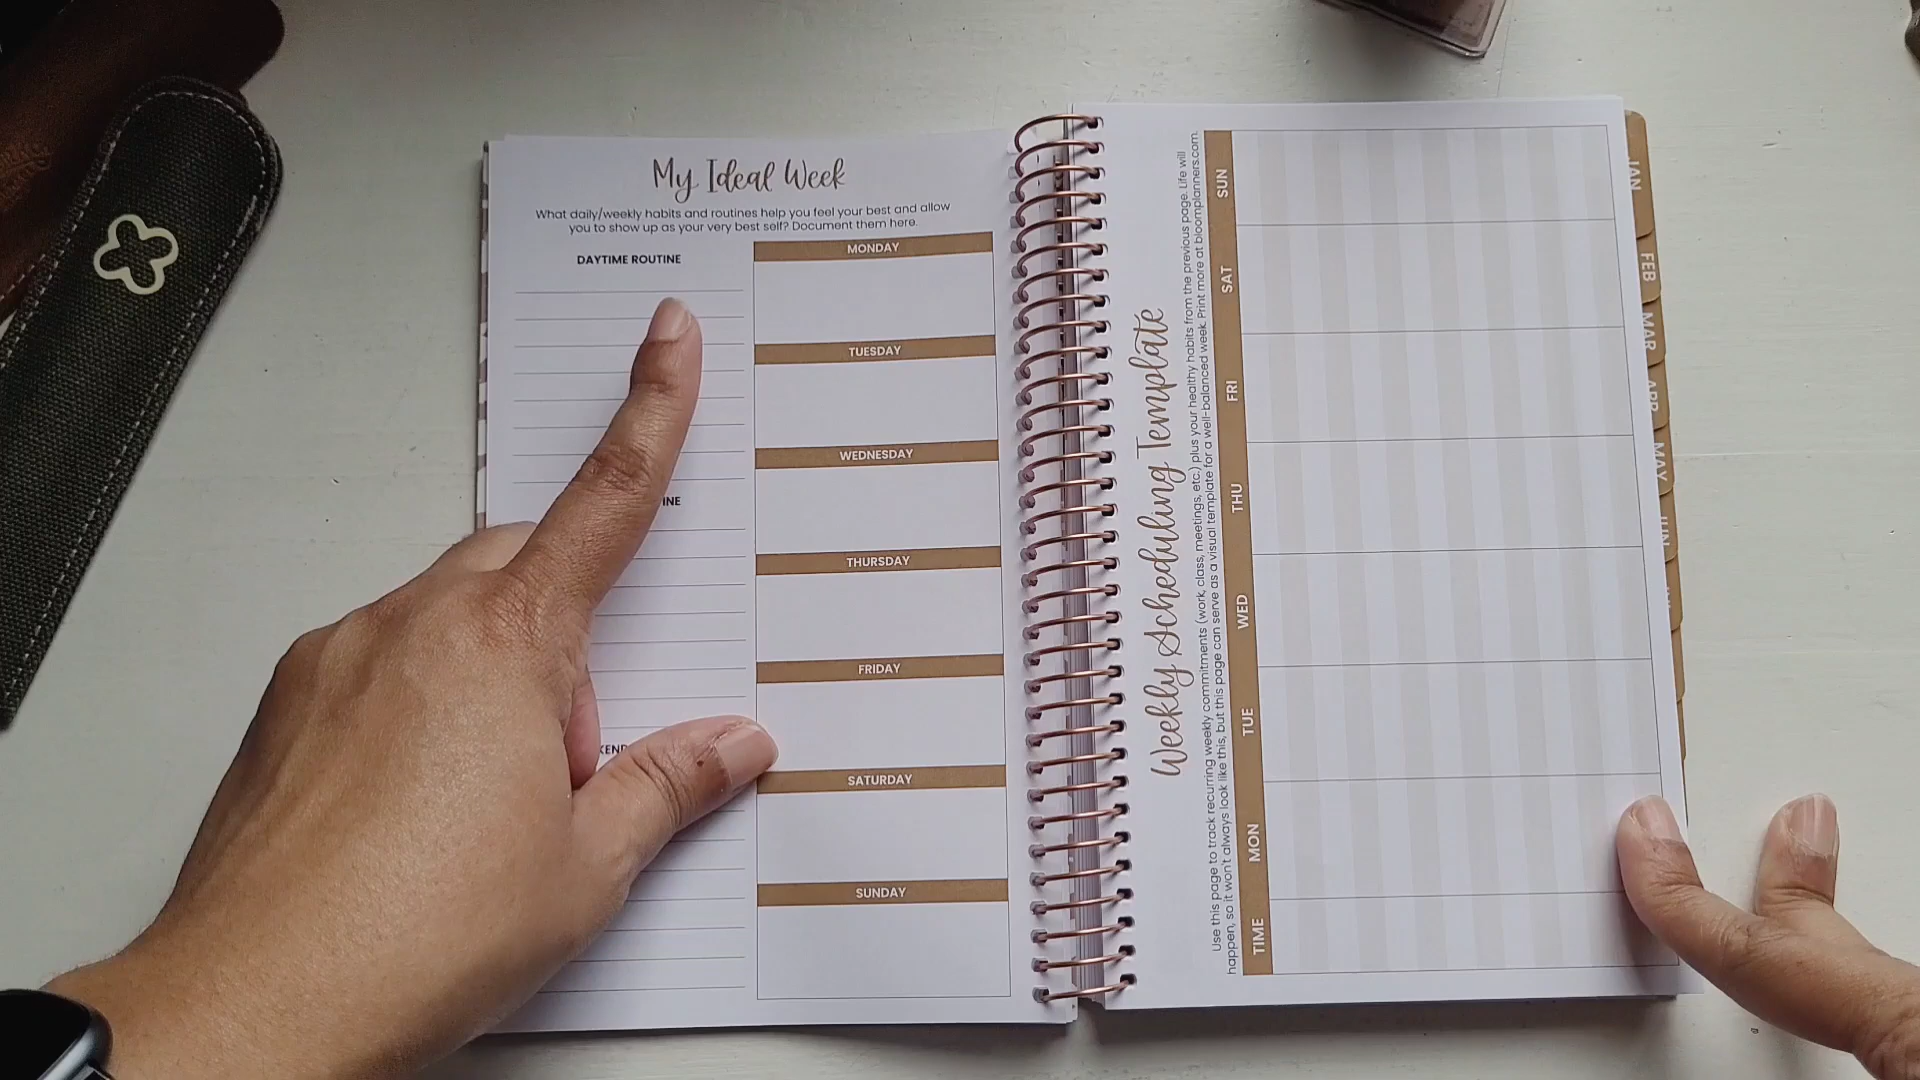 My Ideal Week
What daily/weekly habits and routines help you feel your best and allow
you to show up as your very best self? Document them here.
DAYTIME ROUTINE
MONDAY
TUESDAY
WEDNESDAY
THURSDAY
FRIDAY
SATURDAY
SUNDAY
Weekly Scheduling Template
Use this page to track recurring weekly commitments (work, class, meetings, etc.) plus your healthy habits from the previous page. Life will
happen, so it won't always look like this, but this page can serve as a visual template for a well-balanced week. Print more at bloomplanners.com.
TIME MON TUE WED THU FRI SAT SUN
JAN
FEB
MAR
APR
MAY
JUN